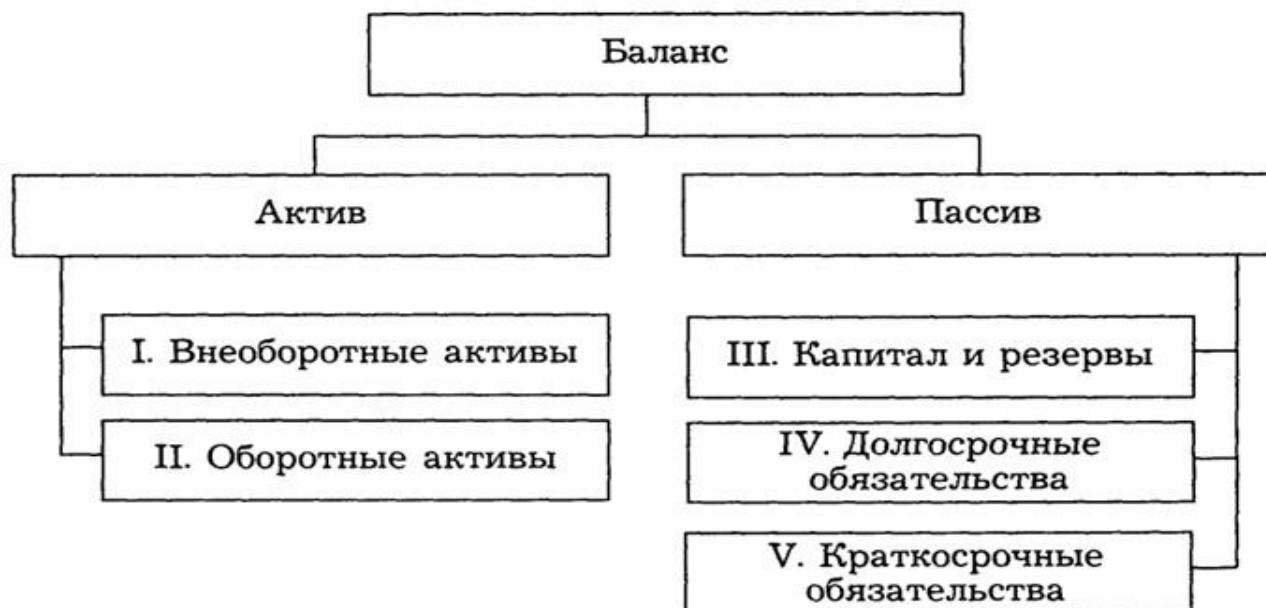 Баланс
Актив
Пассив
I. Внеоборотные активы
II. Оборотные активы
III. Капитал и резервы
IV. Долгосрочные
обязательства
V. Краткосрочные
обязательства